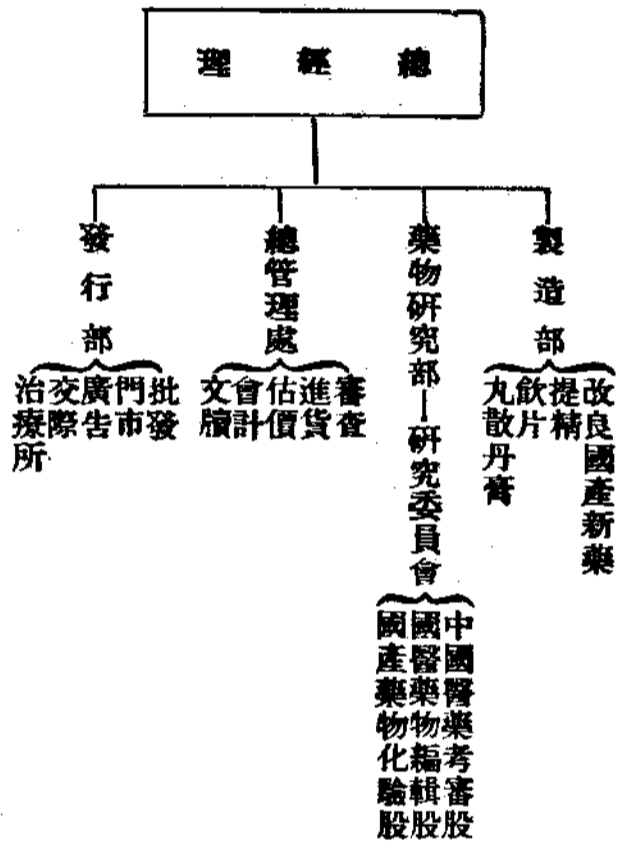 總經理
製造部
改良國產新藥
提精
飲片
丸散丹膏
藥物研究部—研究委員會
中國醫藥考審股
國醫藥物編輯股
國產藥物化驗股
總管理處
審查
進貨
估價
會計
文牘
發行部
批發
門市
廣告
交際
治療所